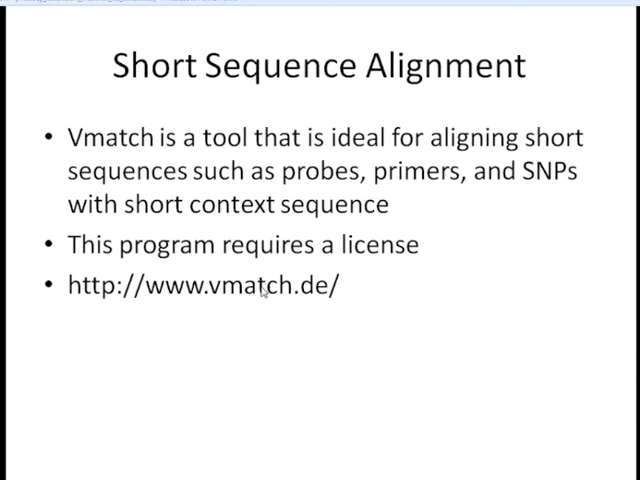 Short Sequence Alignment
• Vmatch is a tool that is ideal for aligning short
sequences such as probes, primers, and SNPs
with short context sequence
• This program requires a license
• http://www.vmatch.de/